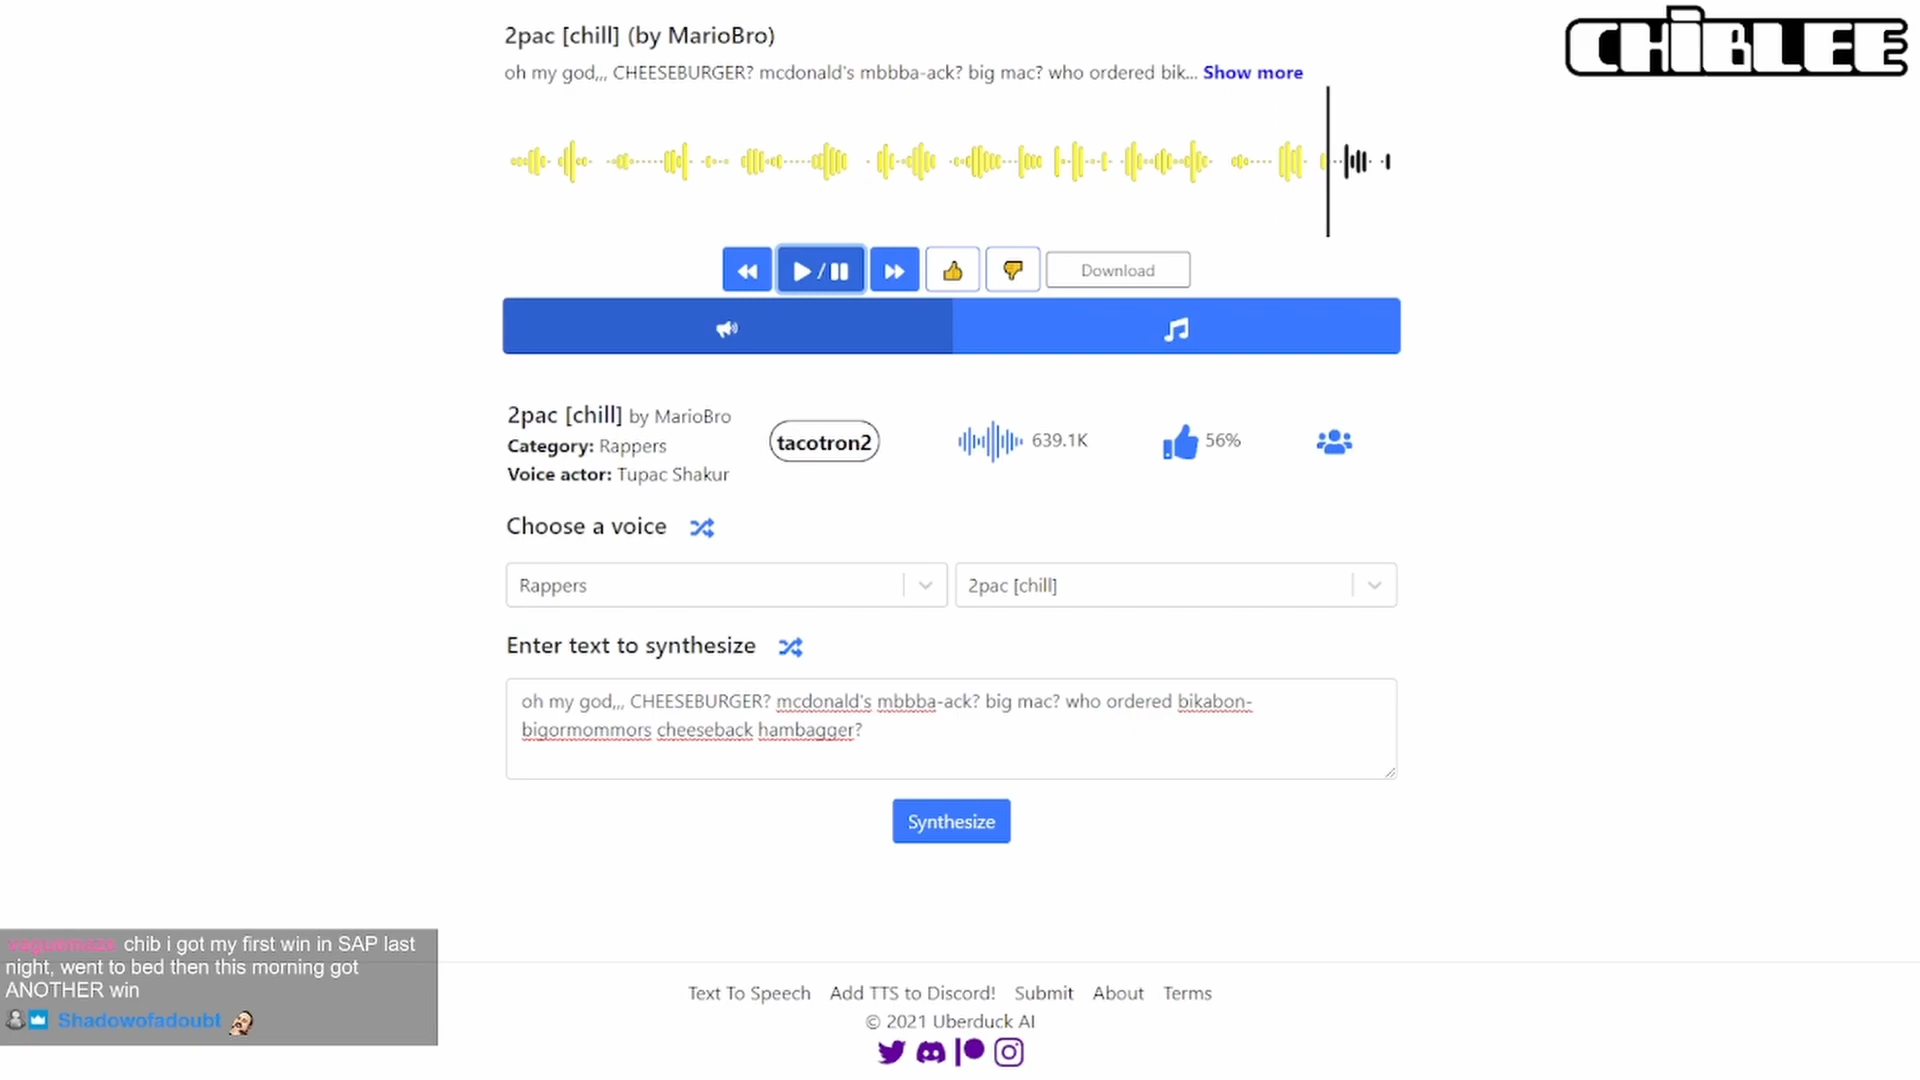 2pac [chill] (by MarioBro)
oh my god,,, CHEESEBURGER? mcdonald's mbbba-ack? big mac? who ordered bik... Show more
CHIBLEE
/
Download
2pac [chill] by MarioBro
Category: Rappers
Voice actor: Tupac Shakur
tacotron2
639.1K
56%
Choose a voice
Rappers
2pac [chill]
Enter text to synthesize
oh my god,,, CHEESEBURGER? mcdonald's mbbba-ack? big mac? who ordered bikabon-
bigormommors cheeseback hambagger?
Synthesize
chib i got my first win in SAP last
night, went to bed then this morning got
ANOTHER win
Shadowofadoubt
Text To Speech Add TTS to Discord! Submit About Terms
© 2021 Uberduck AI